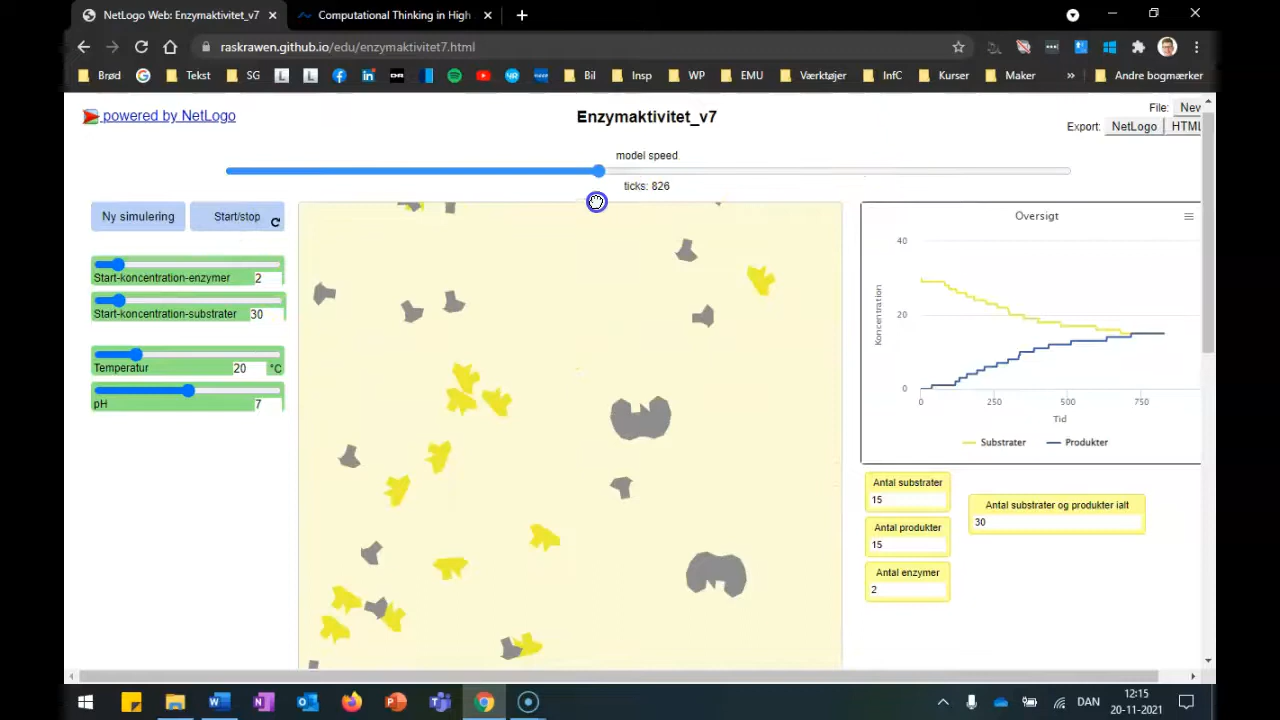 NetLogo Web: Enzymaktivitet_v7
Computational Thinking in High
raskrawen.github.io/edu/enzymaktivitet7.html
Brød
Tekst
SG
Bil
Insp
WP
EMU
Værktøjer
InfC
Kurser
Maker
»
Andre bogmærker
powered by NetLogo
Enzymaktivitet_v7
File: New
Export: NetLogo HTML
model speed
ticks: 826
Ny simulering
Start/stop
Start-koncentration-enzymer 2
Start-koncentration-substrater 30
Temperatur 20 °C
pH 7
Oversigt
Koncentration
40
20
0
0 250 500 750
Tid
Substrater Produkter
Antal substrater
15
Antal produkter
15
Antal enzymer
2
Antal substrater og produkter ialt
30
DAN
12:15
20-11-2021